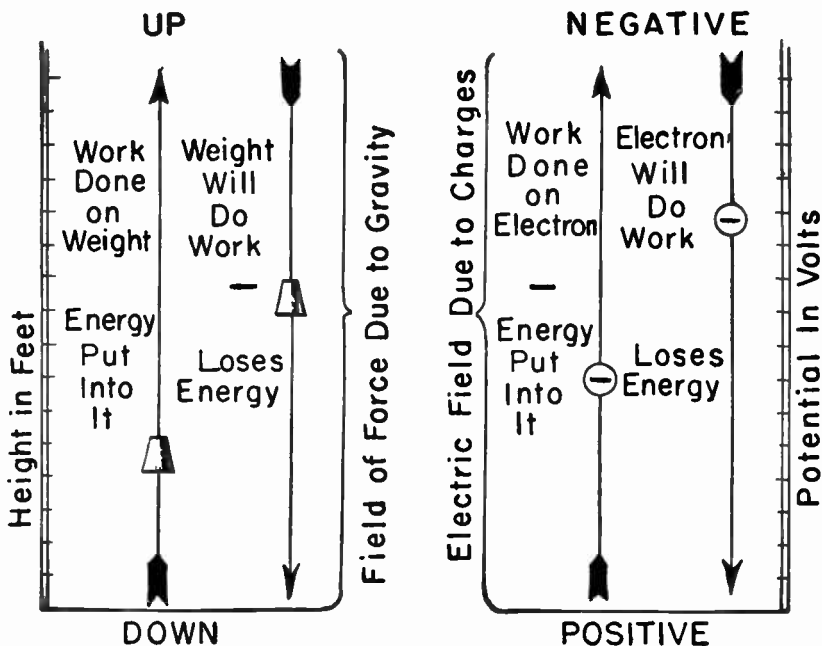 UP
Work
Done
on
Weight
Weight
Will
Do
Work
—
Energy
Put
Into
It
Loses
Energy
Height in Feet
Field of Force Due to Gravity
DOWN
NEGATIVE
Electric Field Due to Charges
Work
Done
on
Electron
Electron
Will
Do
Work
—
Energy
Put
Into
It
Loses
Energy
−
−
Potential In Volts
POSITIVE